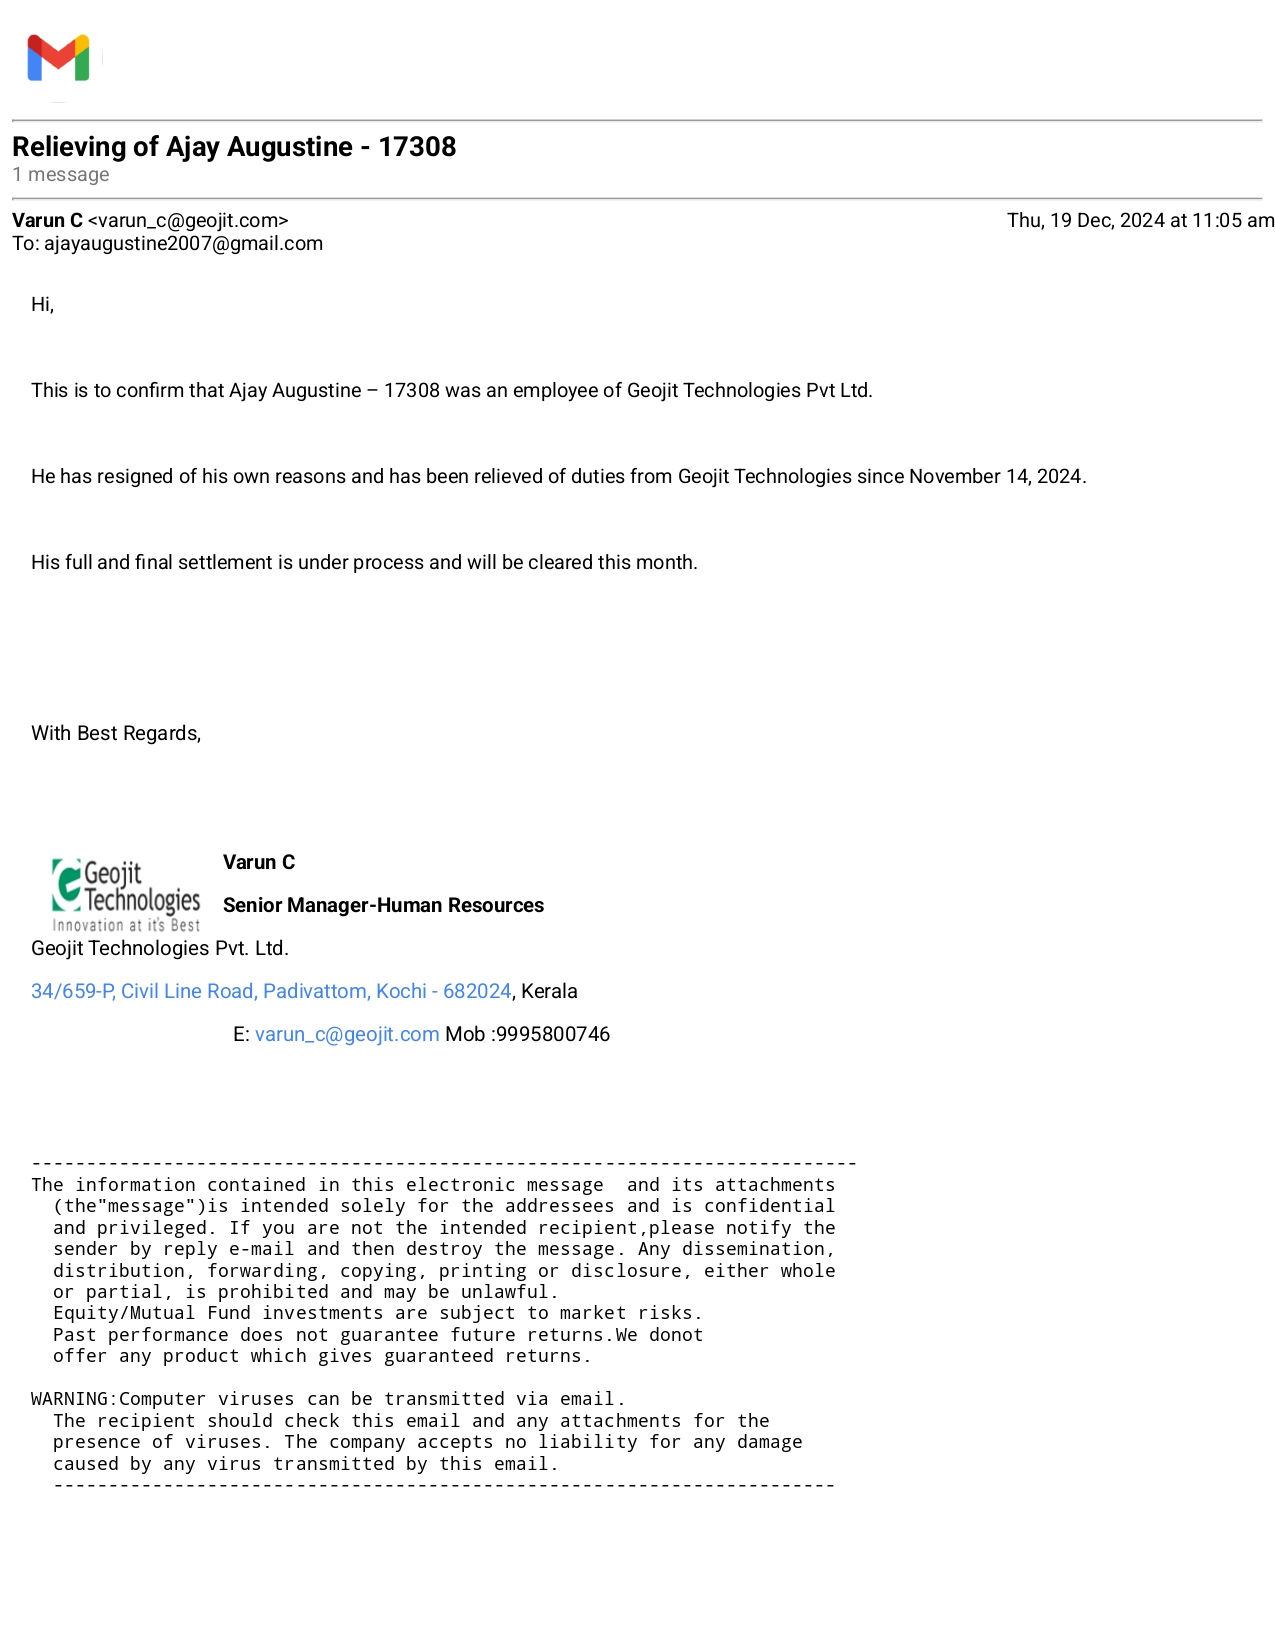 Relieving of Ajay Augustine - 17308
1 message
Varun C <varun_c@geojit.com> Thu, 19 Dec, 2024 at 11:05 am
To: ajayaugustine2007@gmail.com
Hi,
This is to confirm that Ajay Augustine – 17308 was an employee of Geojit Technologies Pvt Ltd.
He has resigned of his own reasons and has been relieved of duties from Geojit Technologies since November 14, 2024.
His full and final settlement is under process and will be cleared this month.
With Best Regards,
Geojit
Technologies
Innovation at it's Best
Varun C
Senior Manager-Human Resources
Geojit Technologies Pvt. Ltd.
34/659-P, Civil Line Road, Padivattom, Kochi - 682024, Kerala
E: varun_c@geojit.com Mob :9995800746
---------------------------------------------------------------------------
The information contained in this electronic message  and its attachments
(the"message")is intended solely for the addressees and is confidential
and privileged. If you are not the intended recipient,please notify the
sender by reply e-mail and then destroy the message. Any dissemination,
distribution, forwarding, copying, printing or disclosure, either whole
or partial, is prohibited and may be unlawful.
Equity/Mutual Fund investments are subject to market risks.
Past performance does not guarantee future returns.We donot
offer any product which gives guaranteed returns.
WARNING:Computer viruses can be transmitted via email.
The recipient should check this email and any attachments for the
presence of viruses. The company accepts no liability for any damage
caused by any virus transmitted by this email.
-----------------------------------------------------------------------